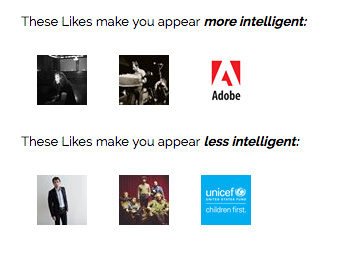 These Likes make you appear more intelligent:
Adobe
These Likes make you appear less intelligent:
unicef
UNITED STATES FUND
children first.